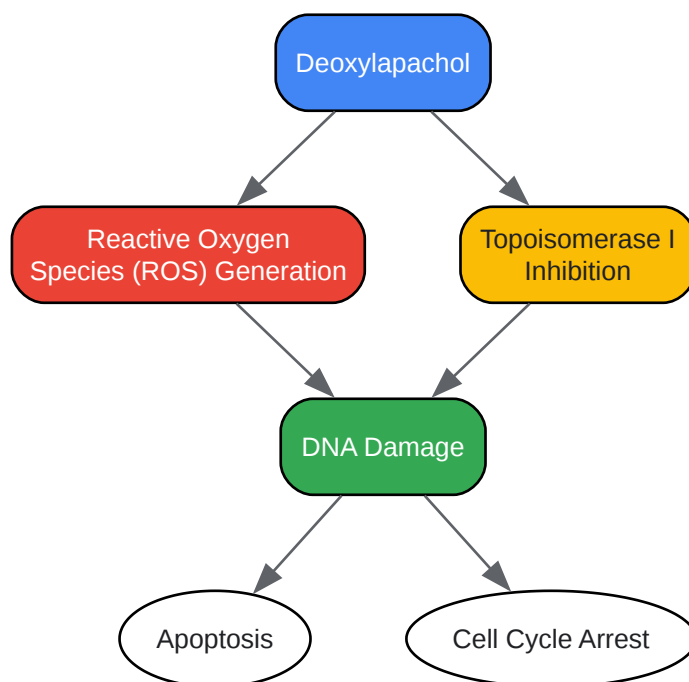 Deoxylapachol
Reactive Oxygen
Species (ROS) Generation
Topoisomerase I
Inhibition
DNA Damage
Apoptosis
Cell Cycle Arrest